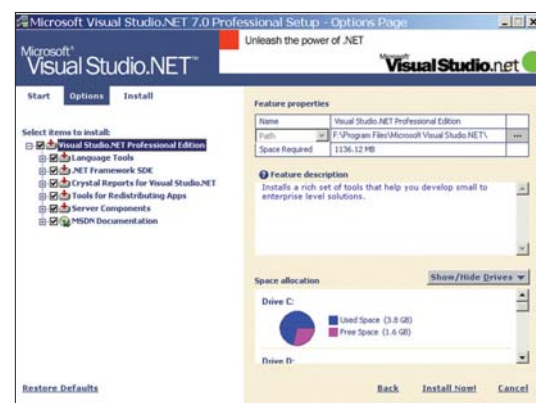 Microsoft Visual Studio.NET 7.0 Professional Setup - Options Page
Microsoft®
Visual Studio.NET™
Unleash the power of .NET
Microsoft®
Visual Studio.net
Start Options Install
Select items to install:
Visual Studio.NET Professional Edition
Language Tools
.NET Framework SDK
Crystal Reports for Visual Studio.NET
Tools for Redistributing Apps
Server Components
MSDN Documentation
Feature properties
Name Visual Studio.NET Professional Edition
Path F:\Program Files\Microsoft Visual Studio.NET\ ...
Space Required 1136.12 MB
Feature description
Installs a rich set of tools that help you develop small to
enterprise level solutions.
Space allocation
Show/Hide Drives
Drive C:
Used Space (3.8 GB)
Free Space (1.6 GB)
Drive D:
Restore Defaults
Back Install Now! Cancel